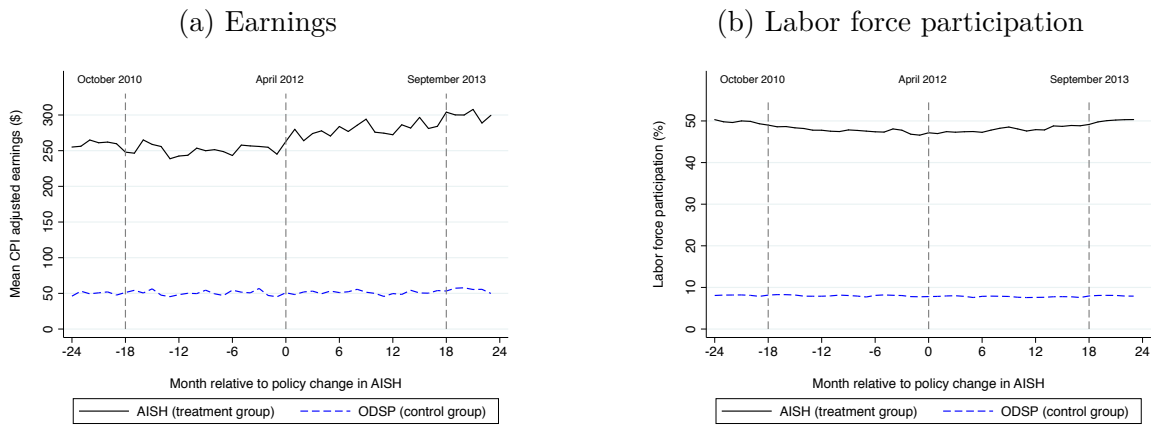 (a) Earnings
October 2010 April 2012 September 2013
Mean CPI adjusted earnings ($)
300
250
200
150
100
50
0
-24 -18 -12 -6 0 6 12 18 24
Month relative to policy change in AISH
AISH (treatment group) ODSP (control group)
(b) Labor force participation
October 2010 April 2012 September 2013
Labor force participation (%)
50
40
30
20
10
0
-24 -18 -12 -6 0 6 12 18 24
Month relative to policy change in AISH
AISH (treatment group) ODSP (control group)